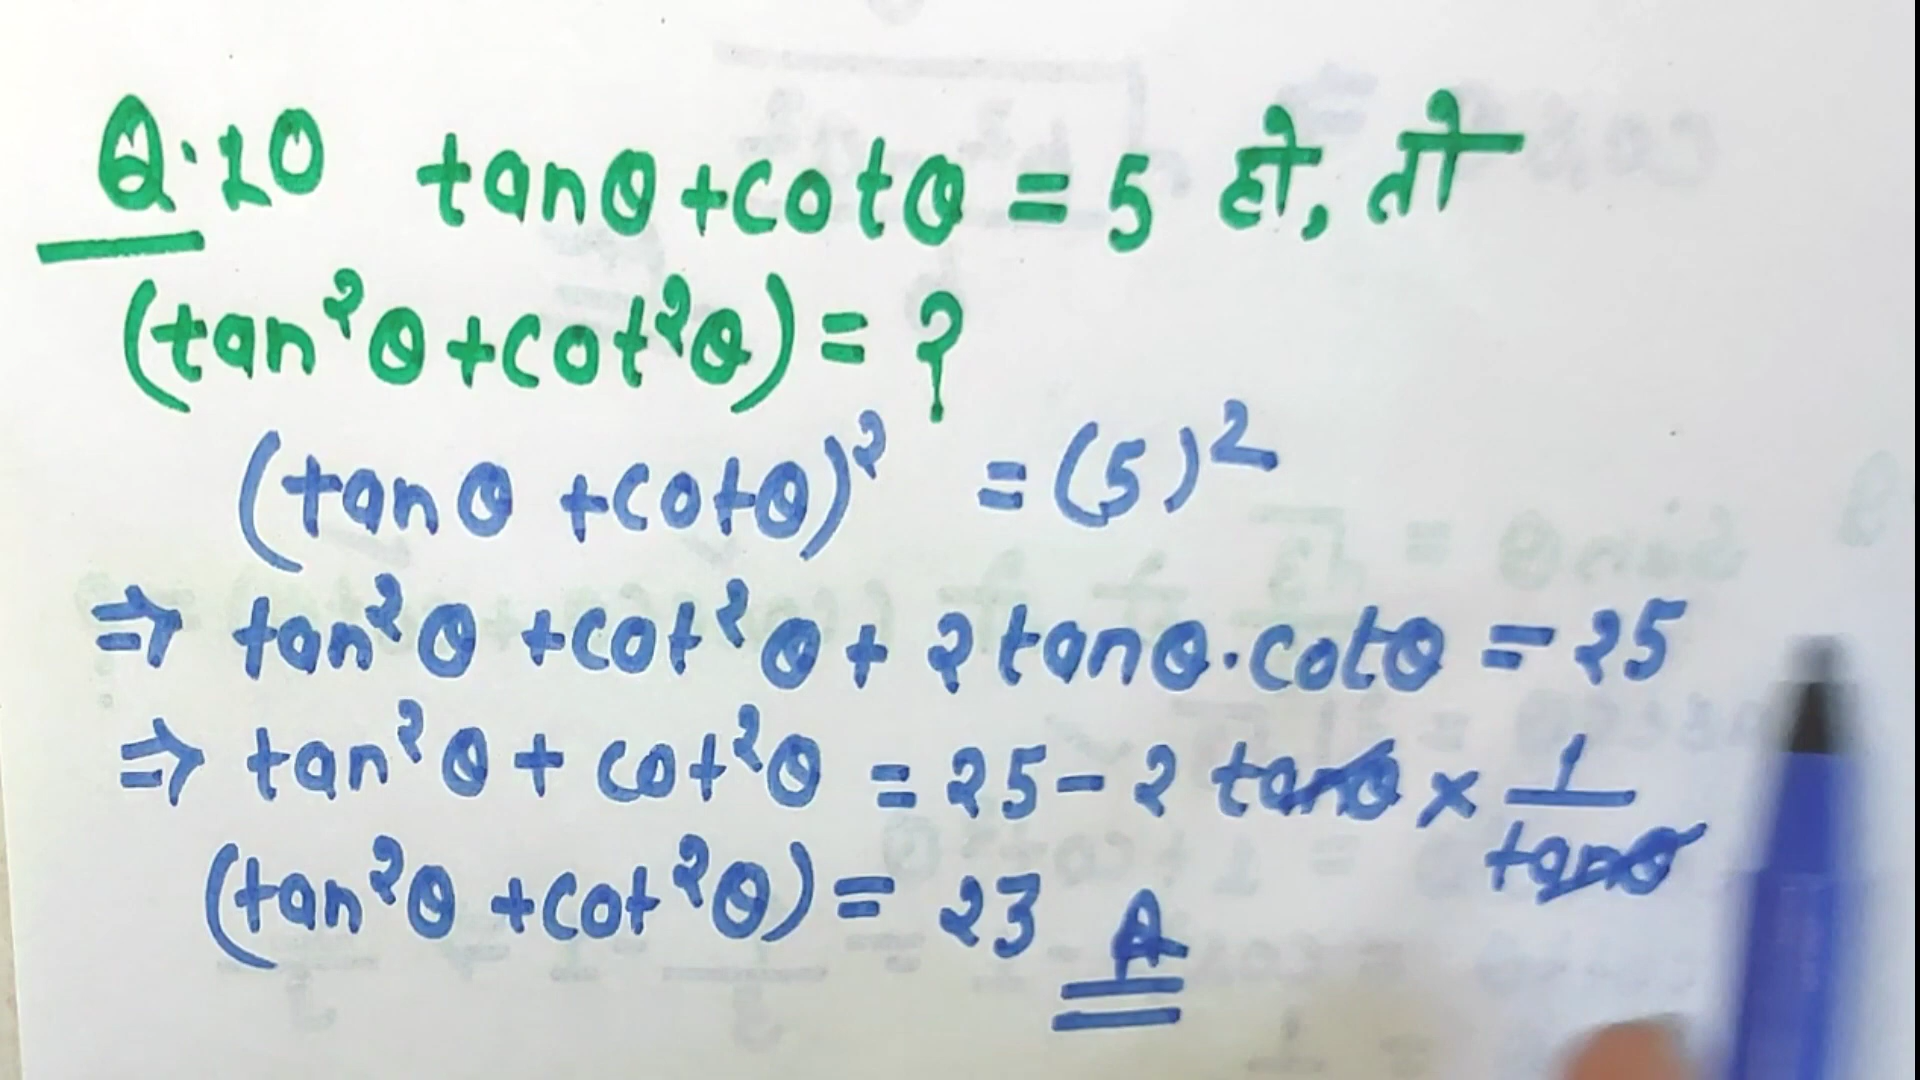 Q.10 tanθ+cotθ = 5 हो, तो
(tan²θ+cot²θ) = ?
(tanθ +cotθ)² = (5)²
⇒ tan²θ +cot²θ + 2tanθ.cotθ = 25
⇒ tan²θ + cot²θ = 25 - 2 tanθ × 1/tanθ
(tan²θ +cot²θ) = 23 A